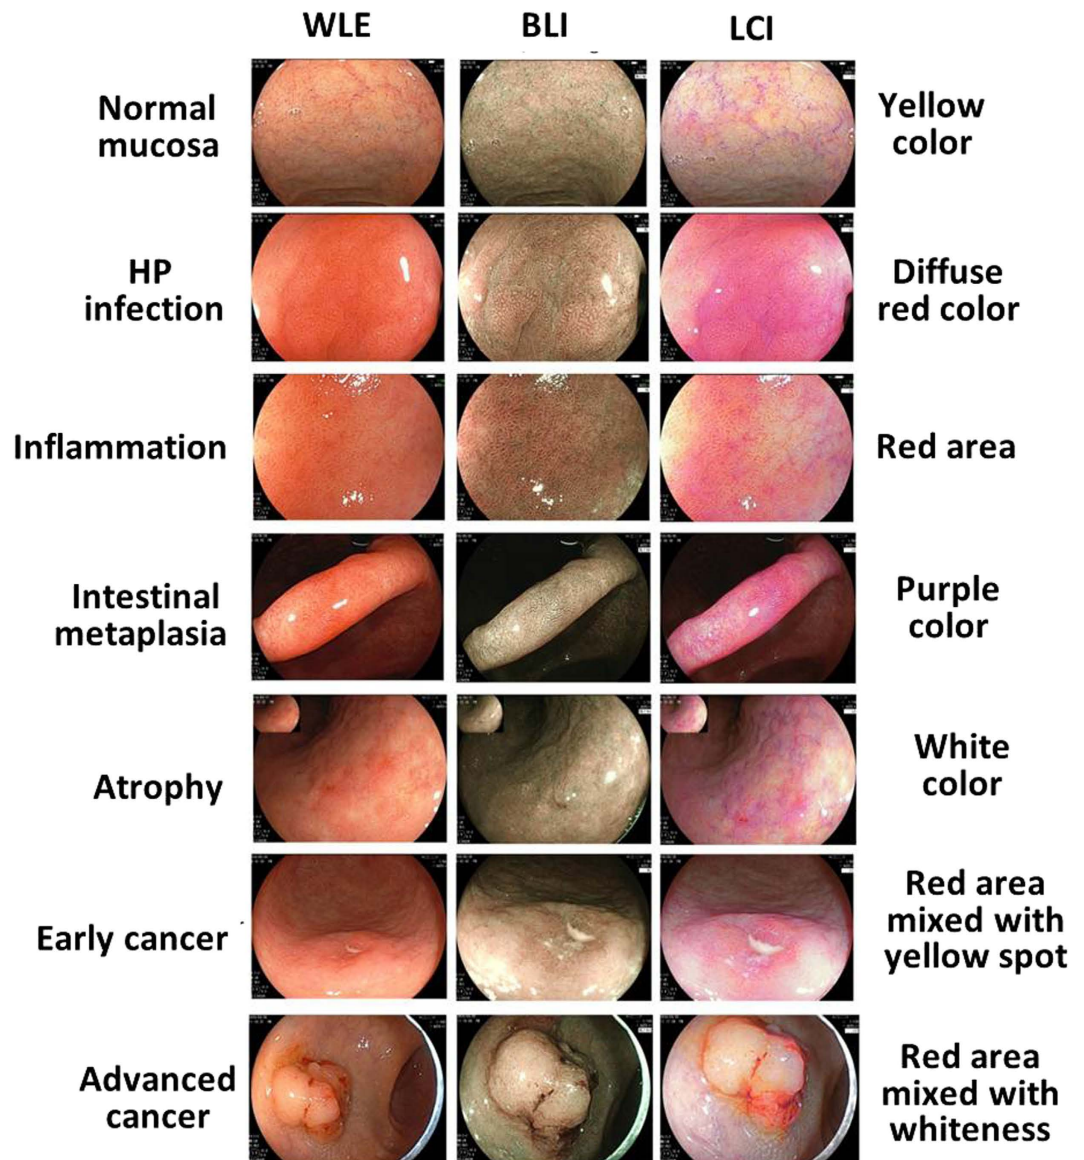 WLE BLI LCI
Normal
mucosa
Yellow
color
HP
infection
Diffuse
red color
Inflammation
Red area
Intestinal
metaplasia
Purple
color
Atrophy
White
color
Early cancer
Red area
mixed with
yellow spot
Advanced
cancer
Red area
mixed with
whiteness